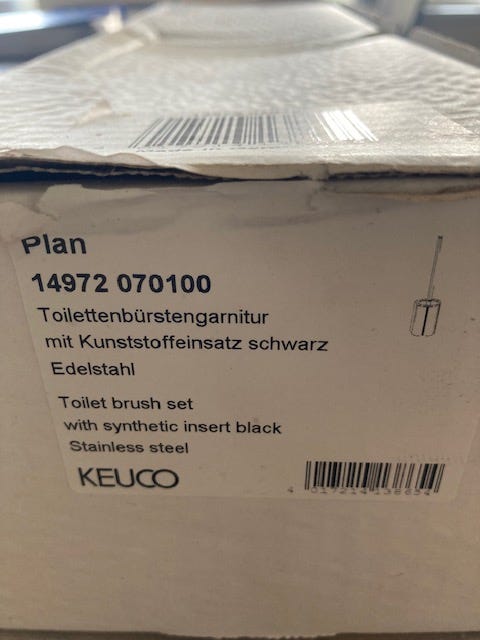 Plan
14972 070100
Toilettenbürstengarnitur
mit Kunststoffeinsatz schwarz
Edelstahl
Toilet brush set
with synthetic insert black
Stainless steel
KEUCO